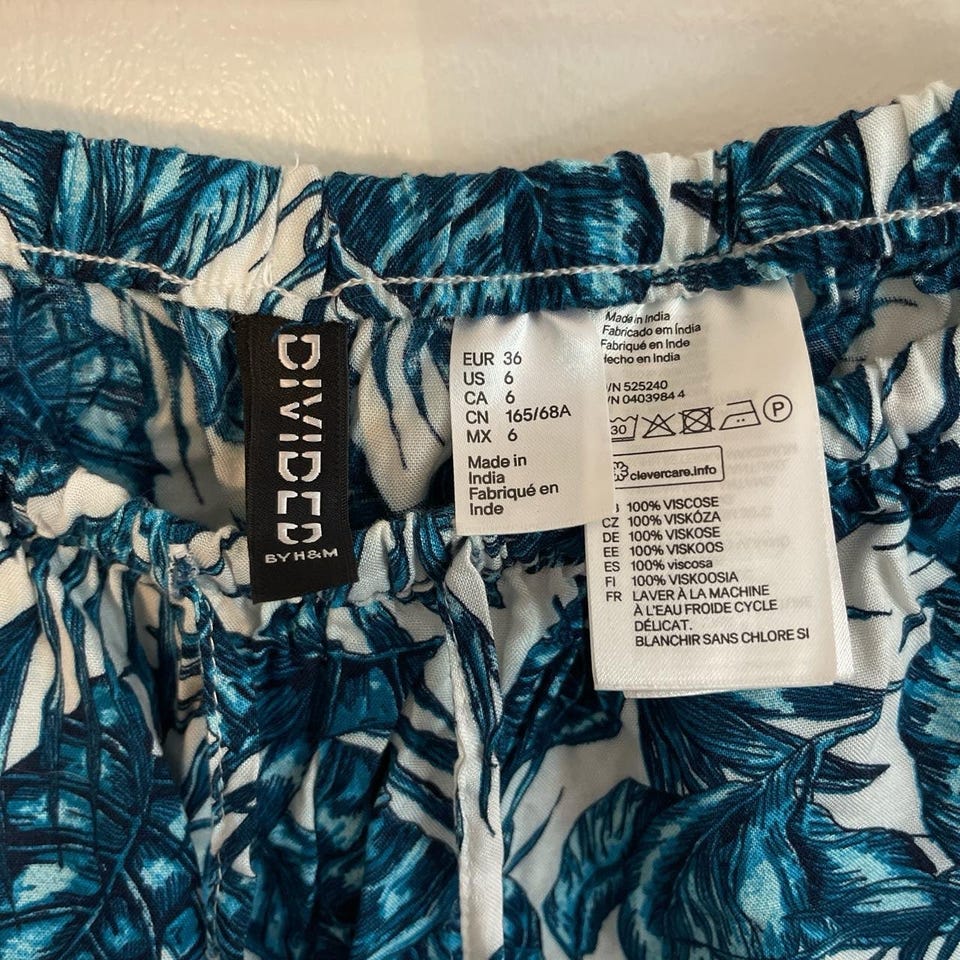 DIVIDED
BY H&M
EUR 36
US 6
CA 6
CN 165/68A
MX 6
Made in
India
Fabriqué en
Inde
Made in India
Fabricado em Índia
Fabriqué en Inde
Hecho en India
/N 525240
/N 0403984 4
30
P
clevercare.info
100% VISCOSE
CZ 100% VISKÓZA
DE 100% VISKOSE
EE 100% VISKOOS
ES 100% viscosa
FI 100% VISKOOSIA
FR LAVER À LA MACHINE
À L'EAU FROIDE CYCLE
DÉLICAT.
BLANCHIR SANS CHLORE SI